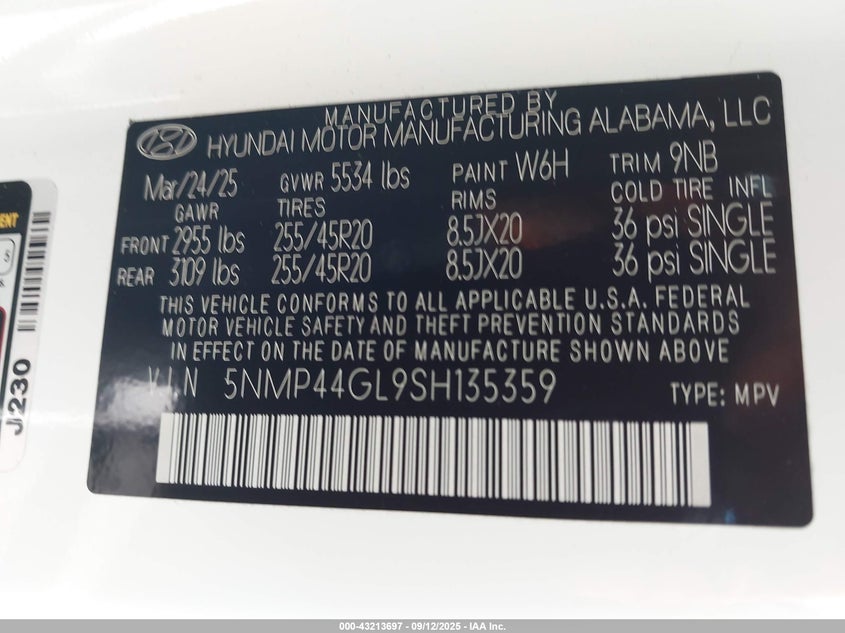 MANUFACTURED BY
HYUNDAI MOTOR MANUFACTURING ALABAMA, LLC
Mar/24/25 GVWR 5534 lbs PAINT W6H TRIM 9NB
GAWR TIRES RIMS COLD TIRE INFL
FRONT 2955 lbs 255/45R20 8.5JX20 36 psi SINGLE
REAR 3109 lbs 255/45R20 8.5JX20 36 psi SINGLE
THIS VEHICLE CONFORMS TO ALL APPLICABLE U.S.A. FEDERAL
MOTOR VEHICLE SAFETY AND THEFT PREVENTION STANDARDS
IN EFFECT ON THE DATE OF MANUFACTURE SHOWN ABOVE
VIN 5NMP44GL9SH135359 TYPE: MPV
J1230
000-43213697 - 09/12/2025 - IAA Inc.